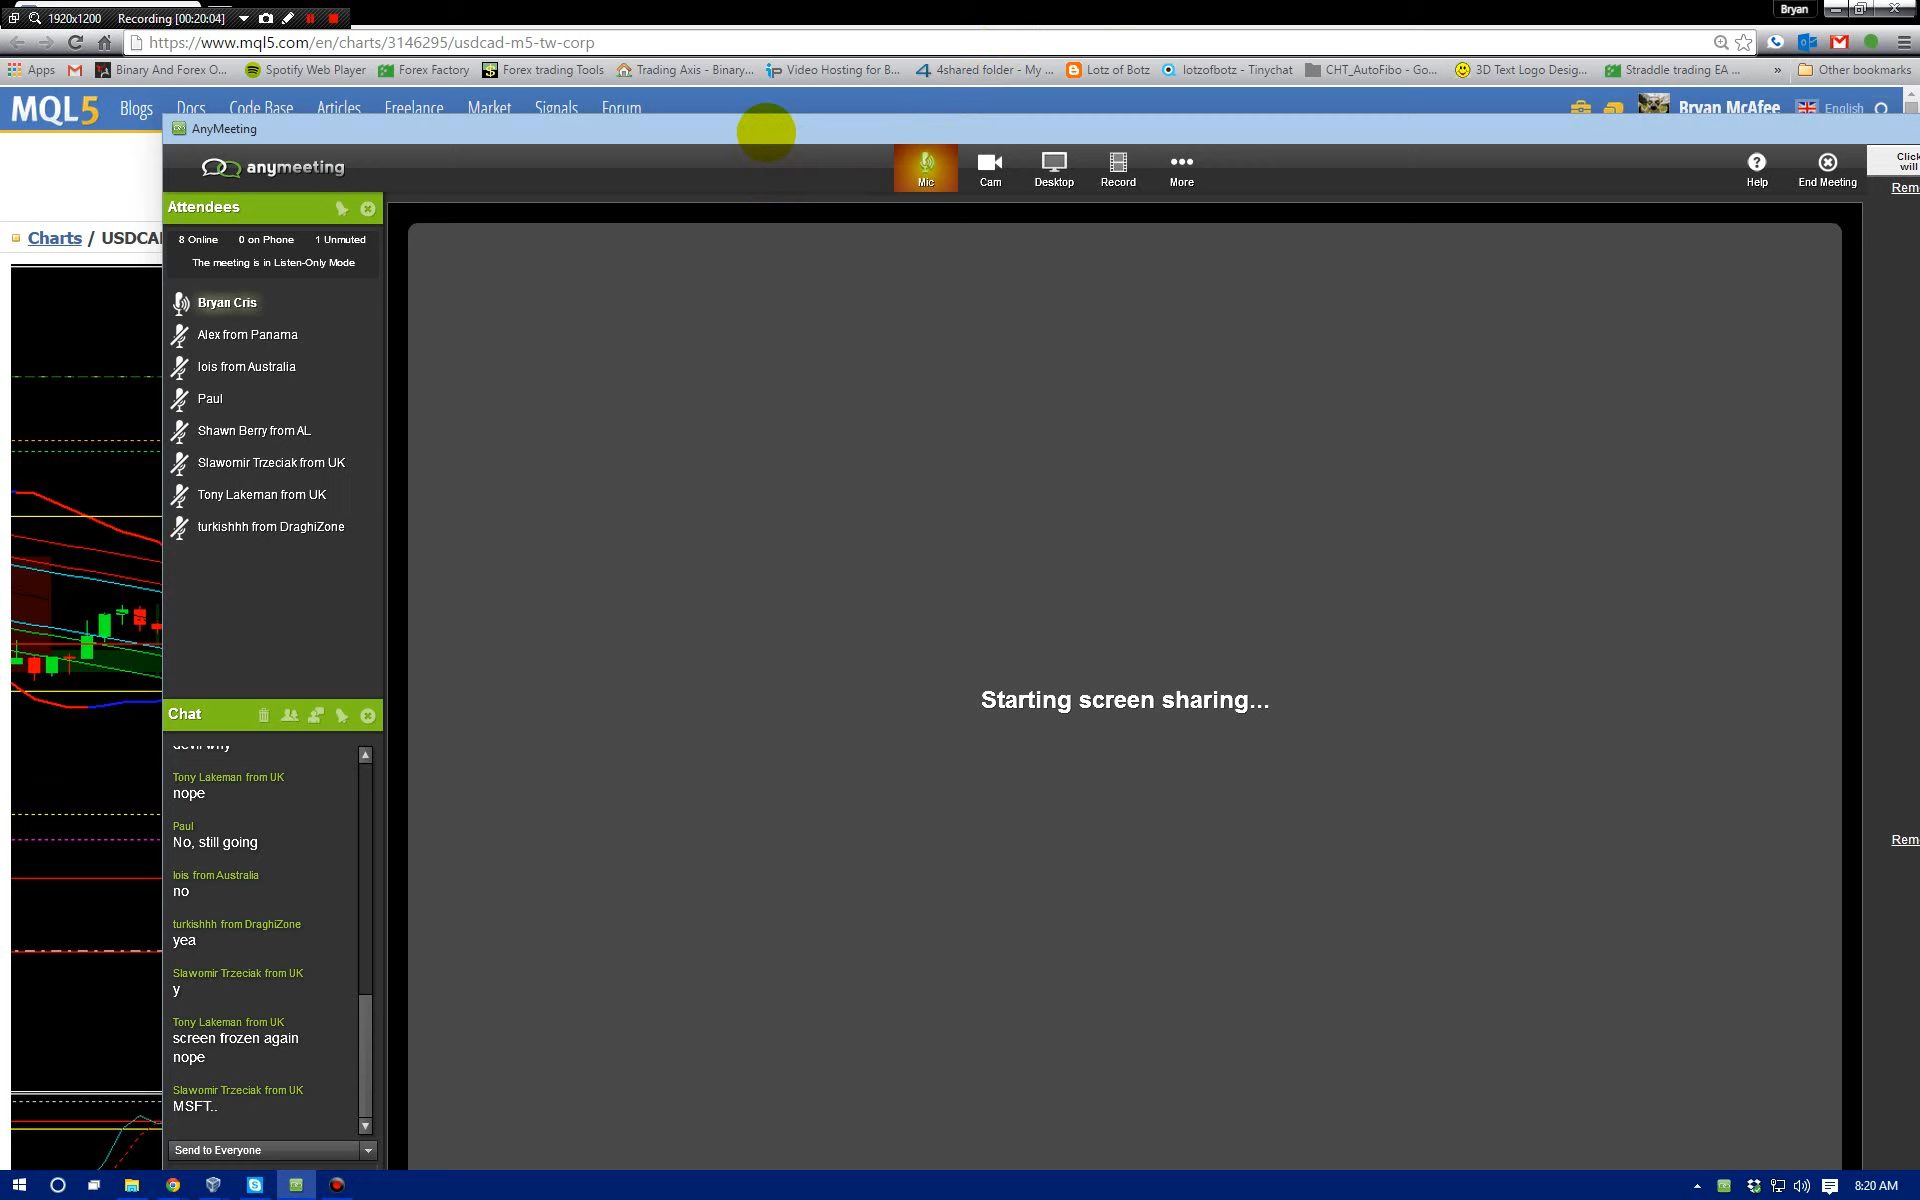 1920x1200 Recording [00:20:04]
Bryan
https://www.mql5.com/en/charts/3146295/usdcad-m5-tw-corp
Apps Binary And Forex O... Spotify Web Player Forex Factory Forex trading Tools Trading Axis - Binary... Video Hosting for B... 4shared folder - My ... Lotz of Botz lotzofbotz - Tinychat CHT_AutoFibo - Go... 3D Text Logo Desig... Straddle trading EA ... » Other bookmarks
MQL5 Blogs Docs Code Base Articles Freelance Market Signals Forum Bryan McAfee English
AnyMeeting
anymeeting
Mic Cam Desktop Record More Help End Meeting
Click
will
Rem
Attendees
8 Online 0 on Phone 1 Unmuted
The meeting is in Listen-Only Mode
Charts / USDCA
Bryan Cris
Alex from Panama
lois from Australia
Paul
Shawn Berry from AL
Slawomir Trzeciak from UK
Tony Lakeman from UK
turkishhh from DraghiZone
Starting screen sharing...
Chat
devil why
Tony Lakeman from UK
nope
Paul
No, still going
lois from Australia
no
turkishhh from DraghiZone
yea
Slawomir Trzeciak from UK
y
Tony Lakeman from UK
screen frozen again
nope
Slawomir Trzeciak from UK
MSFT..
Send to Everyone
Rem
8:20 AM